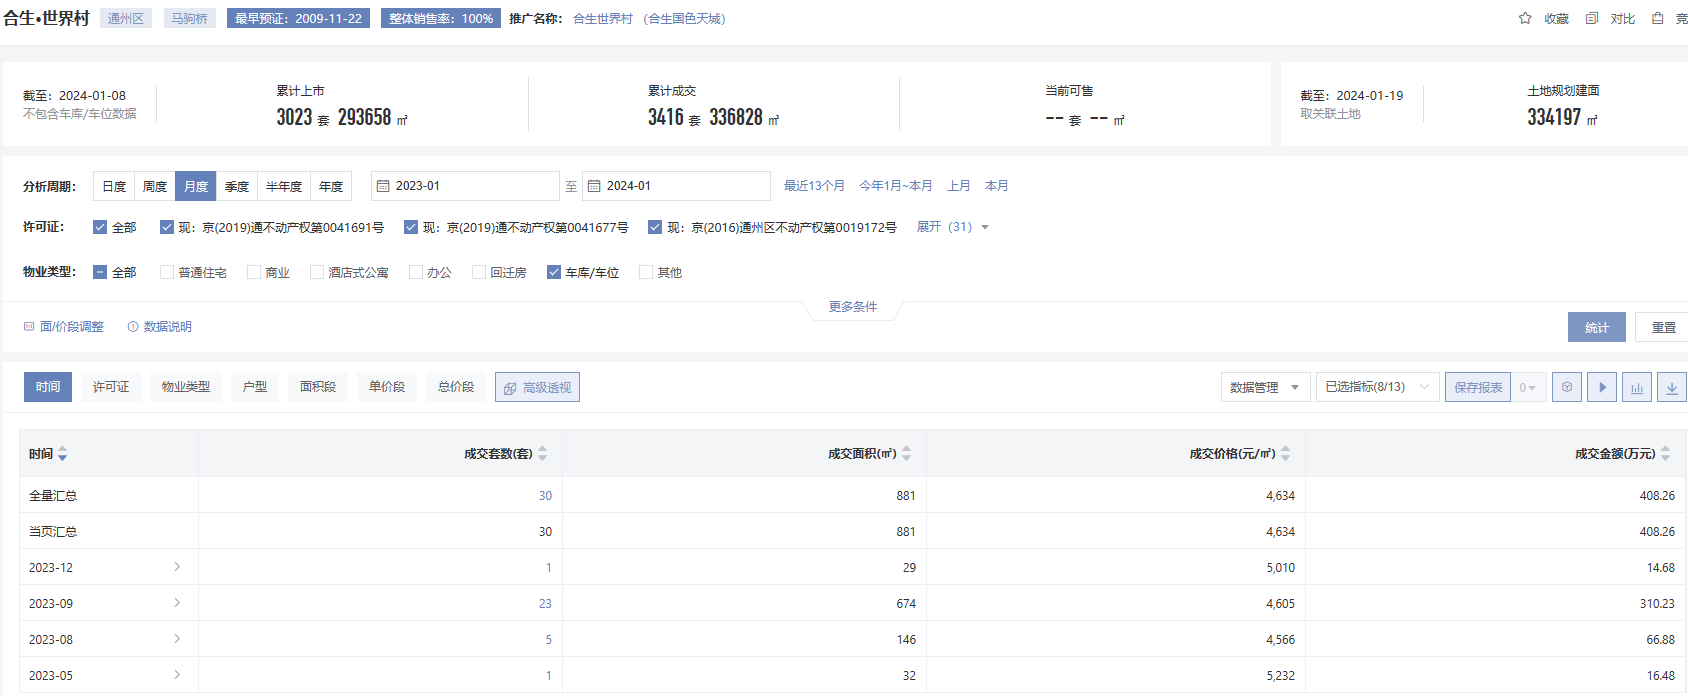 合生•世界村 通州区 马驹桥 最早预证：2009-11-22 整体销售率：100% 推广名称： 合生世界村 （合生国色天城） 收藏 对比 竞
截至：2024-01-08
不包含车库/车位数据
累计上市
3023 套 293658 ㎡
累计成交
3416 套 336828 ㎡
当前可售
-- 套 -- ㎡
截至：2024-01-19
取关联土地
土地规划建面
334197 ㎡
分析周期： 日度 周度 月度 季度 半年度 年度 2023-01 至 2024-01 最近13个月 今年1月~本月 上月 本月
许可证： 全部 现：京(2019)通不动产权第0041691号 现：京(2019)通不动产权第0041677号 现：京(2016)通州区不动产权第0019172号 展开（31）
物业类型： 全部 普通住宅 商业 酒店式公寓 办公 回迁房 车库/车位 其他
更多条件
面/价段调整 数据说明 统计 重置
时间 许可证 物业类型 户型 面积段 单价段 总价段 高级透视 数据管理 已选指标(8/13) 保存报表 0
时间 成交套数(套) 成交面积(㎡) 成交价格(元/㎡) 成交金额(万元)
全量汇总 30 881 4,634 408.26
当页汇总 30 881 4,634 408.26
2023-12 1 29 5,010 14.68
2023-09 23 674 4,605 310.23
2023-08 5 146 4,566 66.88
2023-05 1 32 5,232 16.48